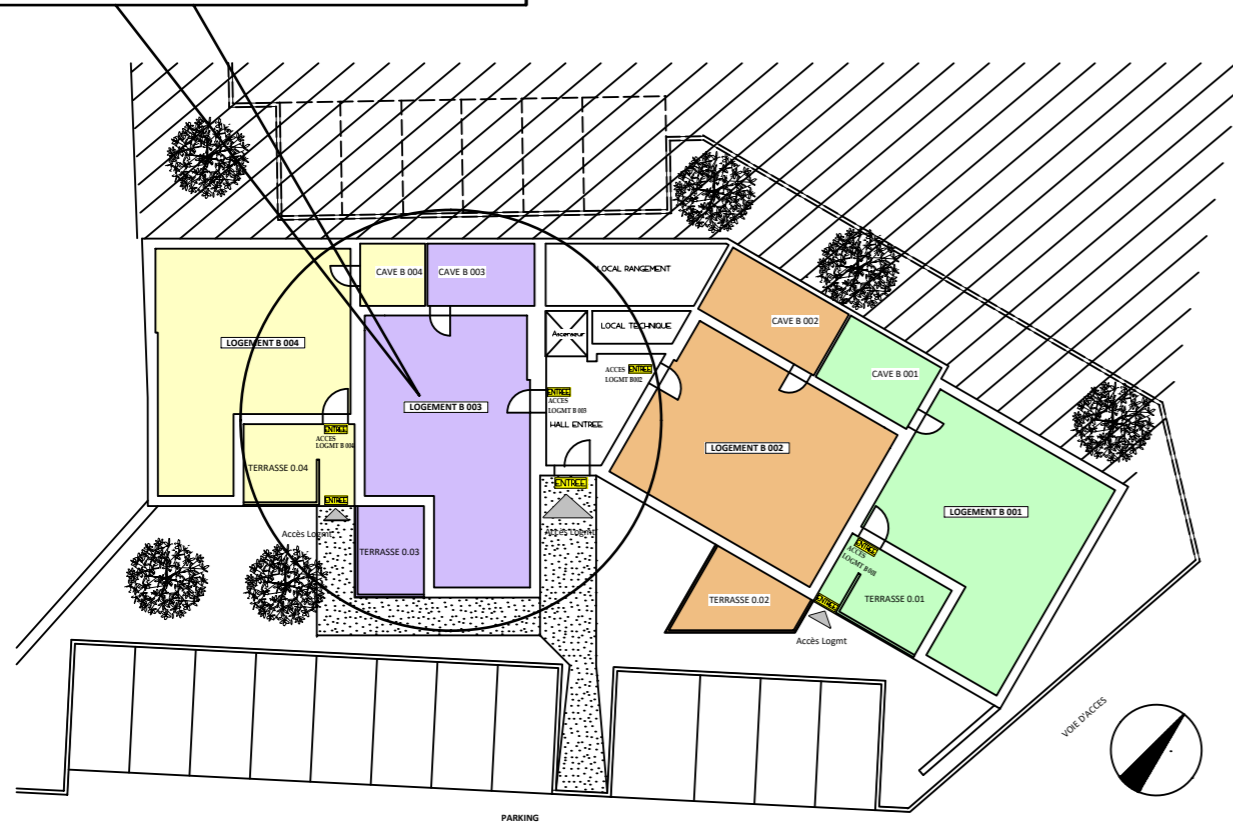 CAVE B 004
CAVE B 003
LOCAL RANGEMENT
LOCAL TECHNIQUE
Ascenseur
CAVE B 002
CAVE B 001
LOGEMENT B 004
LOGEMENT B 003
LOGEMENT B 002
LOGEMENT B 001
ACCES ENTREE
LOGMT B002
ENTREE
ACCES
LOGMT B 003
HALL ENTREE
ENTREE
ACCES
LOGMT B 004
TERRASSE 0.04
ENTREE
Accès Logmt
TERRASSE 0.03
ENTREE
Accès Logmt
ENTREE
ACCES
LOGMT B 001
TERRASSE 0.01
TERRASSE 0.02
ENTREE
Accès Logmt
VOIE D'ACCES
PARKING